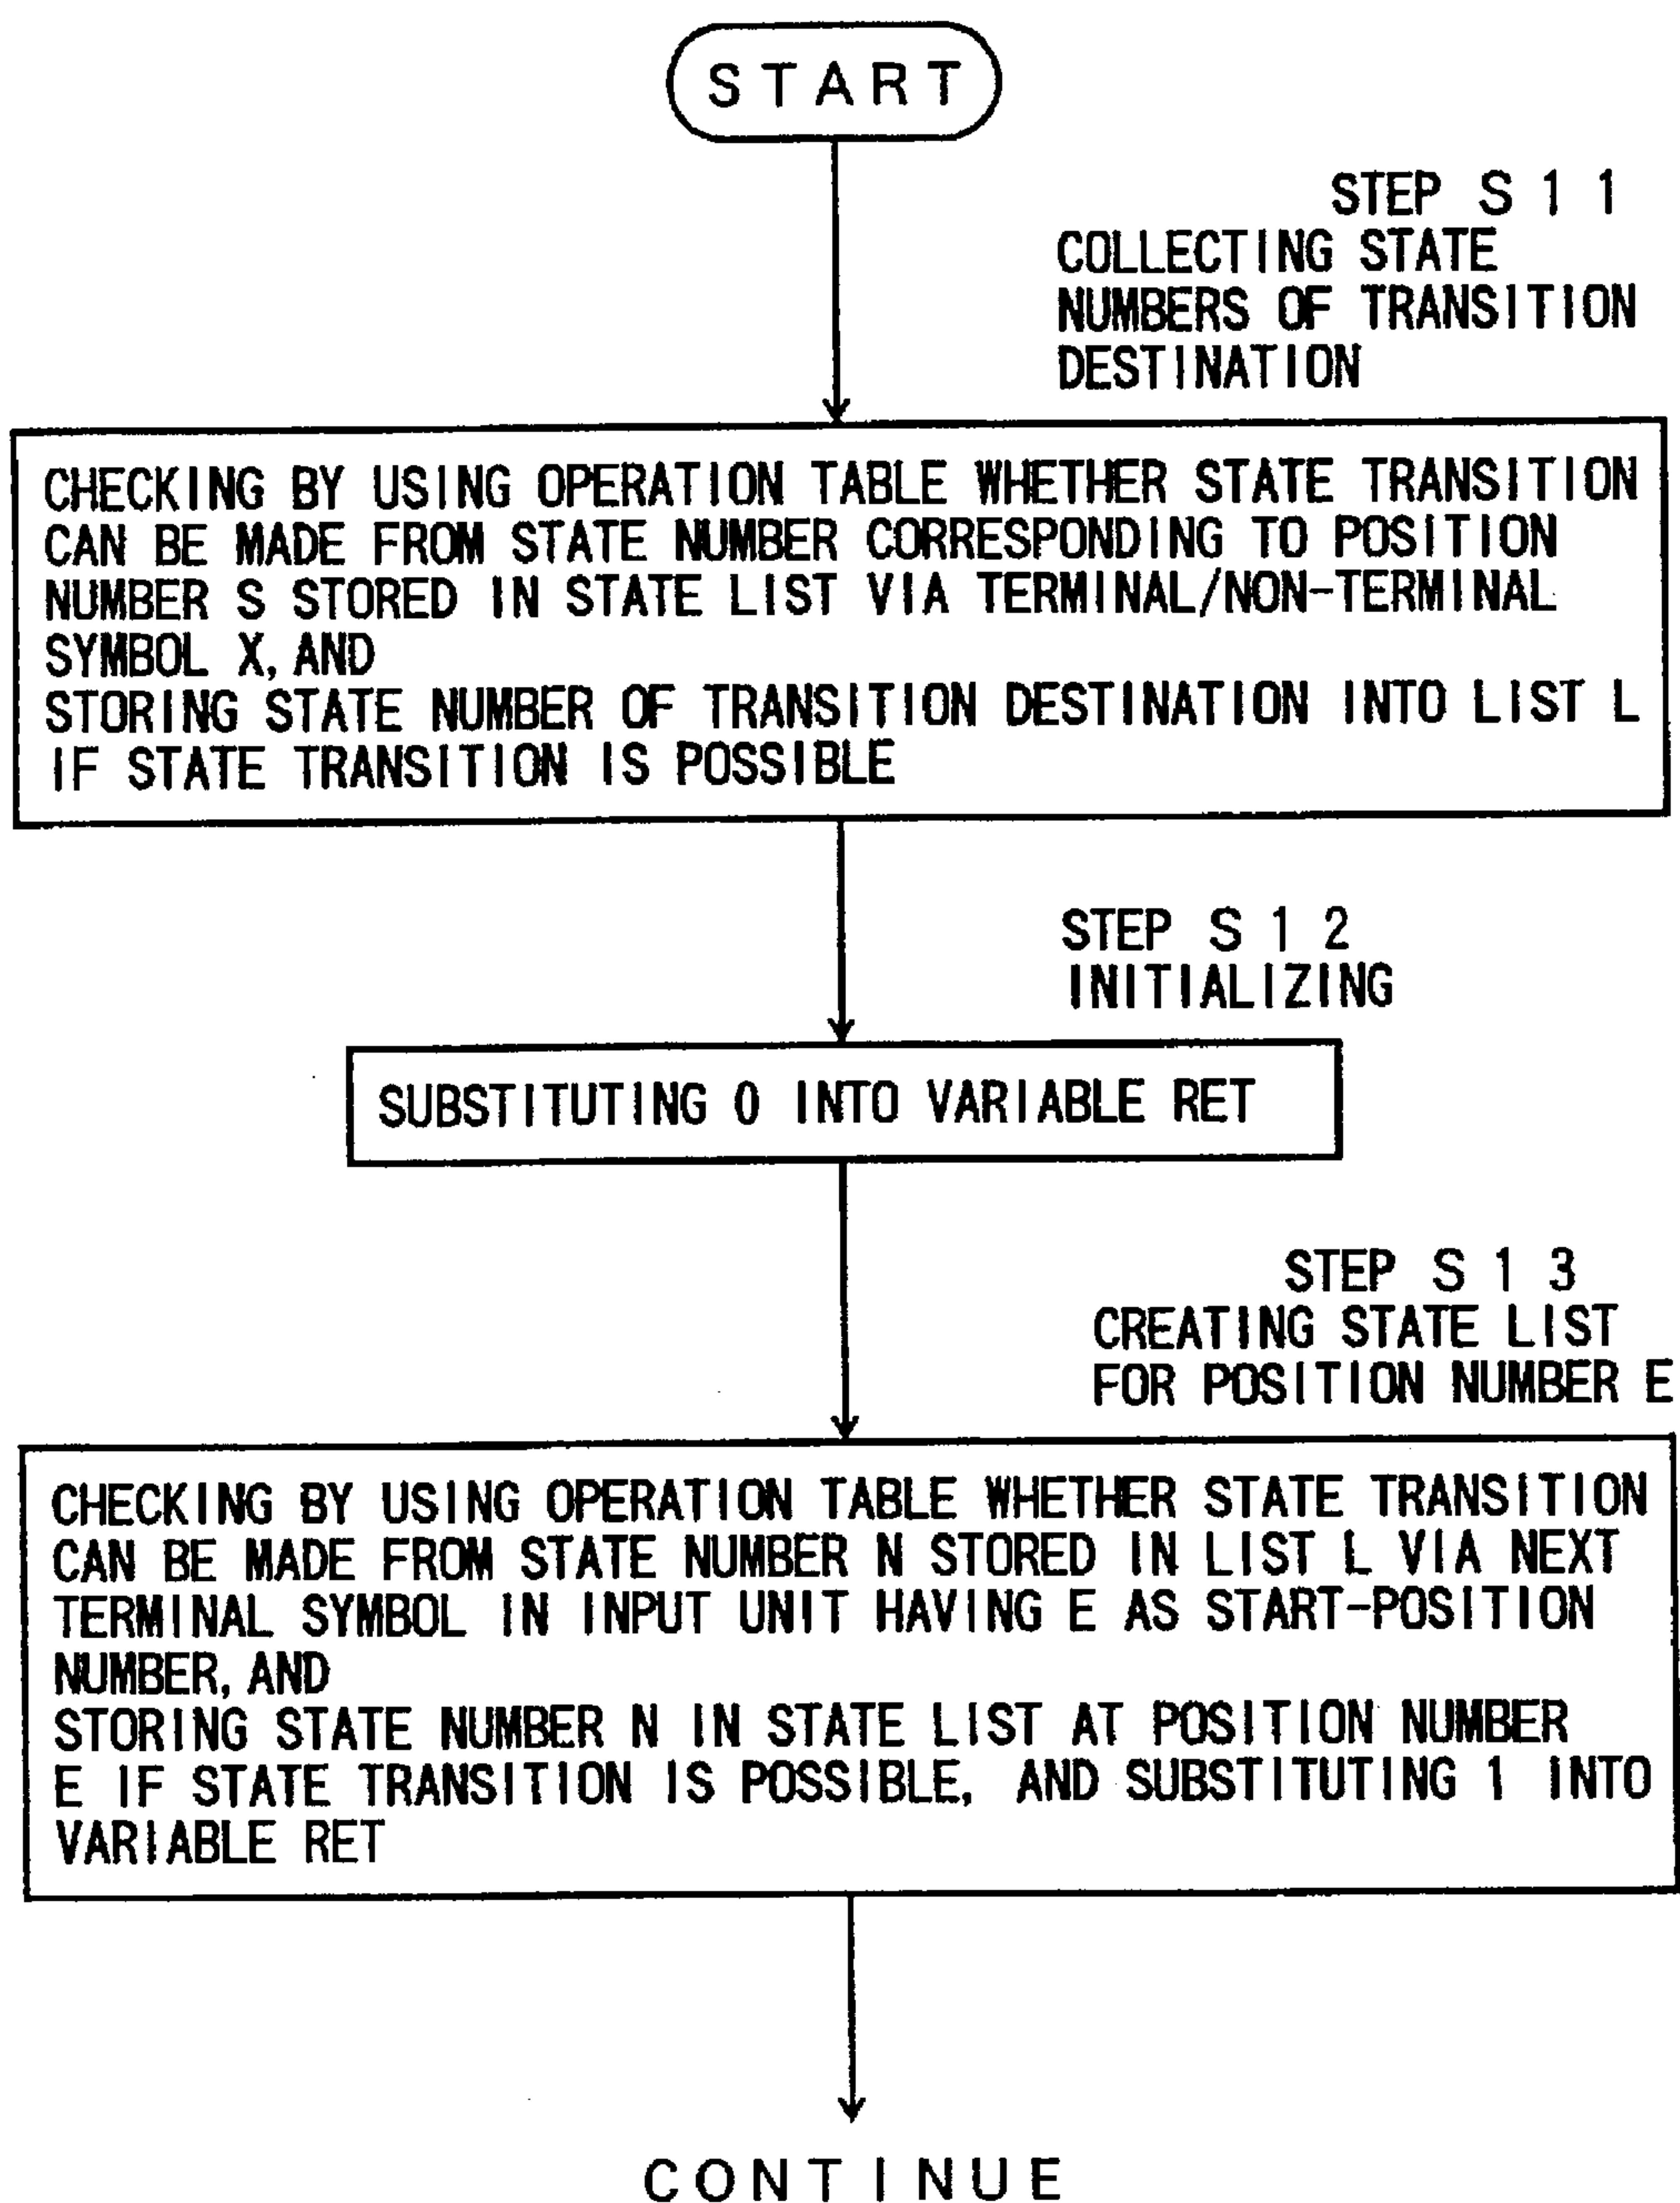 START
STEP S11
COLLECTING STATE
NUMBERS OF TRANSITION
DESTINATION
CHECKING BY USING OPERATION TABLE WHETHER STATE TRANSITION
CAN BE MADE FROM STATE NUMBER CORRESPONDING TO POSITION
NUMBER S STORED IN STATE LIST VIA TERMINAL/NON-TERMINAL
SYMBOL X, AND
STORING STATE NUMBER OF TRANSITION DESTINATION INTO LIST L
IF STATE TRANSITION IS POSSIBLE
STEP S12
INITIALIZING
SUBSTITUTING 0 INTO VARIABLE RET
STEP S13
CREATING STATE LIST
FOR POSITION NUMBER E
CHECKING BY USING OPERATION TABLE WHETHER STATE TRANSITION
CAN BE MADE FROM STATE NUMBER N STORED IN LIST L VIA NEXT
TERMINAL SYMBOL IN INPUT UNIT HAVING E AS START-POSITION
NUMBER, AND
STORING STATE NUMBER N IN STATE LIST AT POSITION NUMBER
E IF STATE TRANSITION IS POSSIBLE, AND SUBSTITUTING 1 INTO
VARIABLE RET
CONTINUE